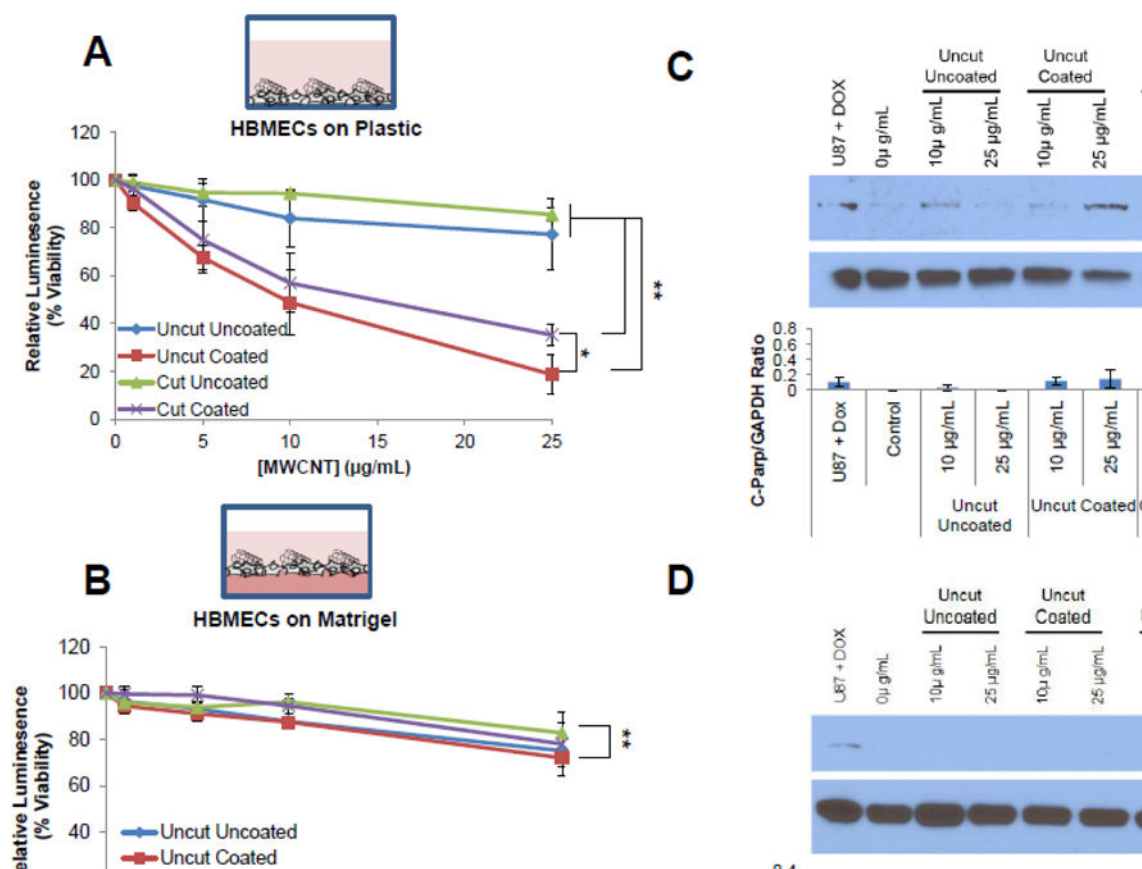 A
HBMECs on Plastic
120
100
80
60
40
20
0
Relative Luminesence
(% Viability)
Uncut Uncoated
Uncut Coated
Cut Uncoated
Cut Coated
**
*
0
5
10
15
20
25
[MWCNT] (µg/mL)
B
HBMECs on Matrigel
120
100
80
60
40
Relative Luminesence
(% Viability)
Uncut Uncoated
Uncut Coated
**
C
Uncut
Uncoated
Uncut
Coated
U87 + DOX
0µ g/mL
10µ g/mL
25 µg/mL
10µ g/mL
25 µg/mL
C-Parp/GAPDH Ratio
0.8
0.6
0.4
0.2
0
U87 + Dox
Control
10 µg/mL
25 µg/mL
10 µg/mL
25 µg/mL
Uncut
Uncoated
Uncut Coated
D
Uncut
Uncoated
Uncut
Coated
U87 + DOX
0µ g/mL
10µ g/mL
25 µg/mL
10µ g/mL
25 µg/mL